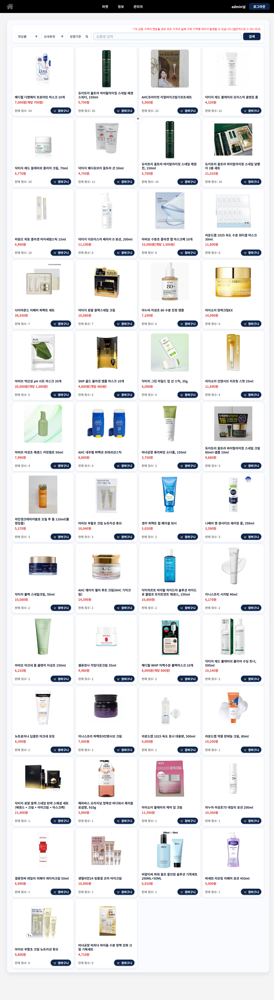 마켓
정보
관리자
admin님
로그아웃
* PX 상품 가격이 변동될 경우 주문 가격과 실제 구매 가격에 차이가 발생할 수 있습니다.(일반적으로 2~3% 이내)
화장품
상세분류
정렬기준
상품명 입력
검색
메디힐 디엔에이 프로아틴 마스크 10개
7,000원(개당 700원)
판매 횟수: 34
장바구니
듀이트리 울트라 바이탈라이징 스네일 에센
스워터, 150ml
5,700원
판매 횟수: 26
장바구니
AHC프라이빗 리얼아이크림기프트세트
5,560원
판매 횟수: 23
장바구니
닥터지 레드 블레미쉬 모이스처 클렌징 폼
4,320원
판매 횟수: 21
장바구니
닥터지 레드 블레미쉬 클리어 크림, 70ml
6,770원
판매 횟수: 20
장바구니
닥터지 메디유브이 울트라 선 50ml
4,750원
판매 횟수: 12
장바구니
듀이트리 울트라 바이탈라이징 스네일 에멀
전, 150ml
5,700원
판매 횟수: 10
장바구니
듀이트리 울트라 바이탈라이징 스네일 달팽
이 3종 세트
21,010원
판매 횟수: 10
장바구니
비원즈 피토 콜라겐 아이세럼스틱 15ml
6,460원
판매 횟수: 10
장바구니
닥터지 더모이스처 배리어 D 로션, 200ml
11,100원
판매 횟수: 8
장바구니
Abib
아비브 수분초 콜라겐 젤 마스크팩 10개
15,000원(개당 1,500원)
판매 횟수: 8
장바구니
라운드랩 1025 독도 수분 워터겔 마스크
30ml
11,800원
판매 횟수: 8
장바구니
NATURE REPUBLIC
다이아몬드 리페어 퍼펙트 세트
38,930원
판매 횟수: 7
장바구니
닥터지 로얄 블랙스네일 크림
10,080원
판매 횟수: 7
장바구니
80+
아누아 어성초 80 수분 진정 앰플
7,100원
판매 횟수: 6
장바구니
INTENSIVE ENERGIZING
CREAM EX
아이소이 탄력크림EX
14,090원
판매 횟수: 6
장바구니
Abib
아비브 약산성 pH 시트 마스크 20개
20,000원(개당 1,000원)
판매 횟수: 5
장바구니
SNP
GOLD
SNP 골드 콜라겐 앰플 마스크 10개
4,800원(개당 480원)
판매 횟수: 5
장바구니
닥터지 그린 마일드 업 선 스틱, 20g
8,090원
판매 횟수: 4
장바구니
아이소이 인텐시브 리프팅 스팟 25ml
11,690원
판매 횟수: 4
장바구니
아비브 어성초 에센스 카밍펌프 50ml
7,990원
판매 횟수: 4
장바구니
AHC 내추럴 퍼펙션 프레쉬선스틱
8,800원
판매 횟수: 4
장바구니
마녀공장 퓨리파잉 소다폼, 150ml
3,750원
판매 횟수: 3
장바구니
누적판매 570만개
1등
듀이트리 울트라 바이탈라이징 스네일 크림
80ml+샘플 10ml
9,880원
판매 횟수: 3
장바구니
자민경크레마카발로 오일 투 폼 110ml(클
렌징폼)
5,270원
판매 횟수: 3
장바구니
아비브 부활초 크림 뉴트리션 튜브
10,040원
판매 횟수: 3
장바구니
Perfect
Whip
센카 퍼펙트 휩 페이셜 워시
5,020원
판매 횟수: 3
장바구니
니베아 맨 센서티브 쉐이빙 폼, 250ml
3,590원
판매 횟수: 3
장바구니
닥터지 블랙 스네일크림, 50ml
10,080원
판매 횟수: 2
장바구니
AHC
AHC 에이치 멜라 루트 크림(AHC 기미크
림)
14,590원
판매 횟수: 2
장바구니
닥터자르트 바이탈 하이드라 솔루션 하이드
로 플럼프 트리트먼트 에센스, 150ml
10,800원
판매 횟수: 2
장바구니
이니스프리 시카밤 40ml
6,170원
판매 횟수: 2
장바구니
아비브 아크네 폼 클렌저 어성초 150ml
6,210원
판매 횟수: 2
장바구니
셀퓨젼시 카밍다운크림 35ml
4,480원
판매 횟수: 2
장바구니
메디힐 WHP 미백수분 블랙마스크 10개
8,000원(개당 800원)
판매 횟수: 2
장바구니
닥터지 레드 블레미쉬 클리어 수딩 토너,
500ml
10,140원
판매 횟수: 2
장바구니
Neutrogena
뉴트로지나 딥클린 아크네 포밍
4,390원
판매 횟수: 2
장바구니
이니스프리 퍼펙트9인텐시브 크림
7,900원
판매 횟수: 2
장바구니
라운드랩 1025 독도 토너 대용량, 500ml
9,000원
판매 횟수: 1
장바구니
라운드랩 약콩 판테놀 크림, 80ml
10,200원
판매 횟수: 1
장바구니
닥터지 로얄 블랙 스네일 탄력 스페셜 세트
(에센스 + 크림 + 아이크림 + 마스크팩)
21,400원
판매 횟수: 1
장바구니
AHA
각질케어
CHERRY
BLOSSOM
해피바스 오리지널 컬렉션 바디워시 체리블
로섬향, 910g
3,890원
판매 횟수: 1
장바구니
ISOI
아이소이 흔적크림
아이소이 블레미쉬 케어 업 크림
11,390원
판매 횟수: 1
장바구니
70+
아누아 어성초70 데일리 로션 200ml
10,360원
판매 횟수: 1
장바구니
셀퓨전씨 데일리 리페어 레이저크림 50ml
8,990원
판매 횟수: 1
장바구니
아이크림
센텔리안24 링클셀 코어 아이크림
10,900원
판매 횟수: 1
장바구니
200ml + 50ml
BRTC.
BRTC.
비알티씨 파워 옴므 올인원 솔루션 기획세트
200ML+50ML
6,910원
판매 횟수: 1
장바구니
Vaseline
바세린 리프팅 리페어 로션 450ml
5,000원
판매 횟수: 1
장바구니
1개
아이브 부활초 크림 뉴트리션 튜브
9,800원
판매 횟수: 0
장바구니
장벽
리페어
마녀공장 비피다 바이옴 수분 장벽 강화 크
림 기획세트
4,710원
판매 횟수: 0
장바구니